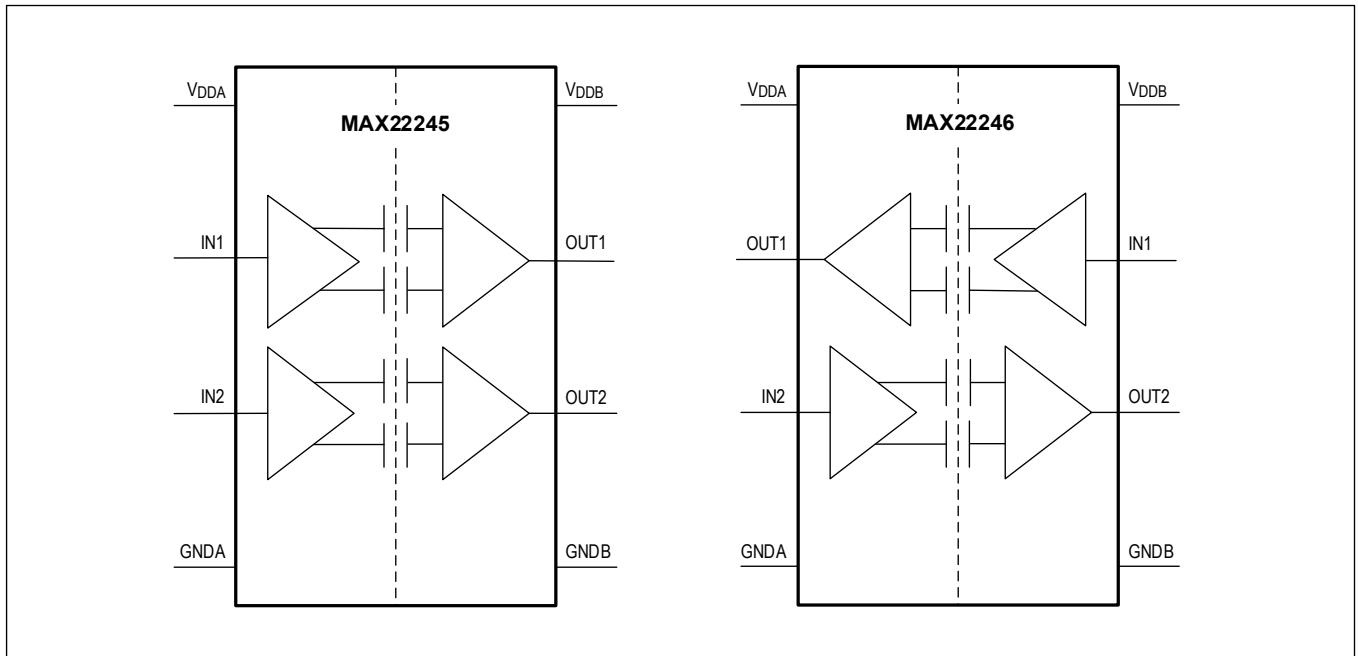 VDDA
VDDB
MAX22245
IN1
OUT1
IN2
OUT2
GNDA
GNDB
VDDA
VDDB
MAX22246
OUT1
IN1
IN2
OUT2
GNDA
GNDB